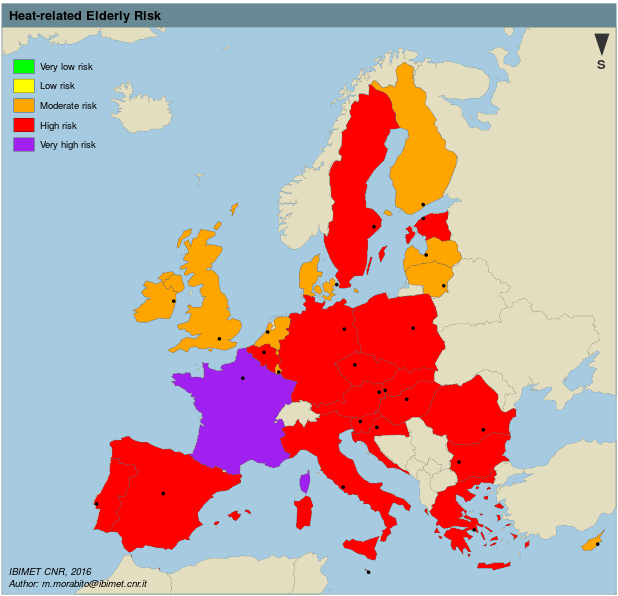 Heat-related Elderly Risk
S
Very low risk
Low risk
Moderate risk
High risk
Very high risk
IBIMET CNR, 2016
Author: m.morabito@ibimet.cnr.it